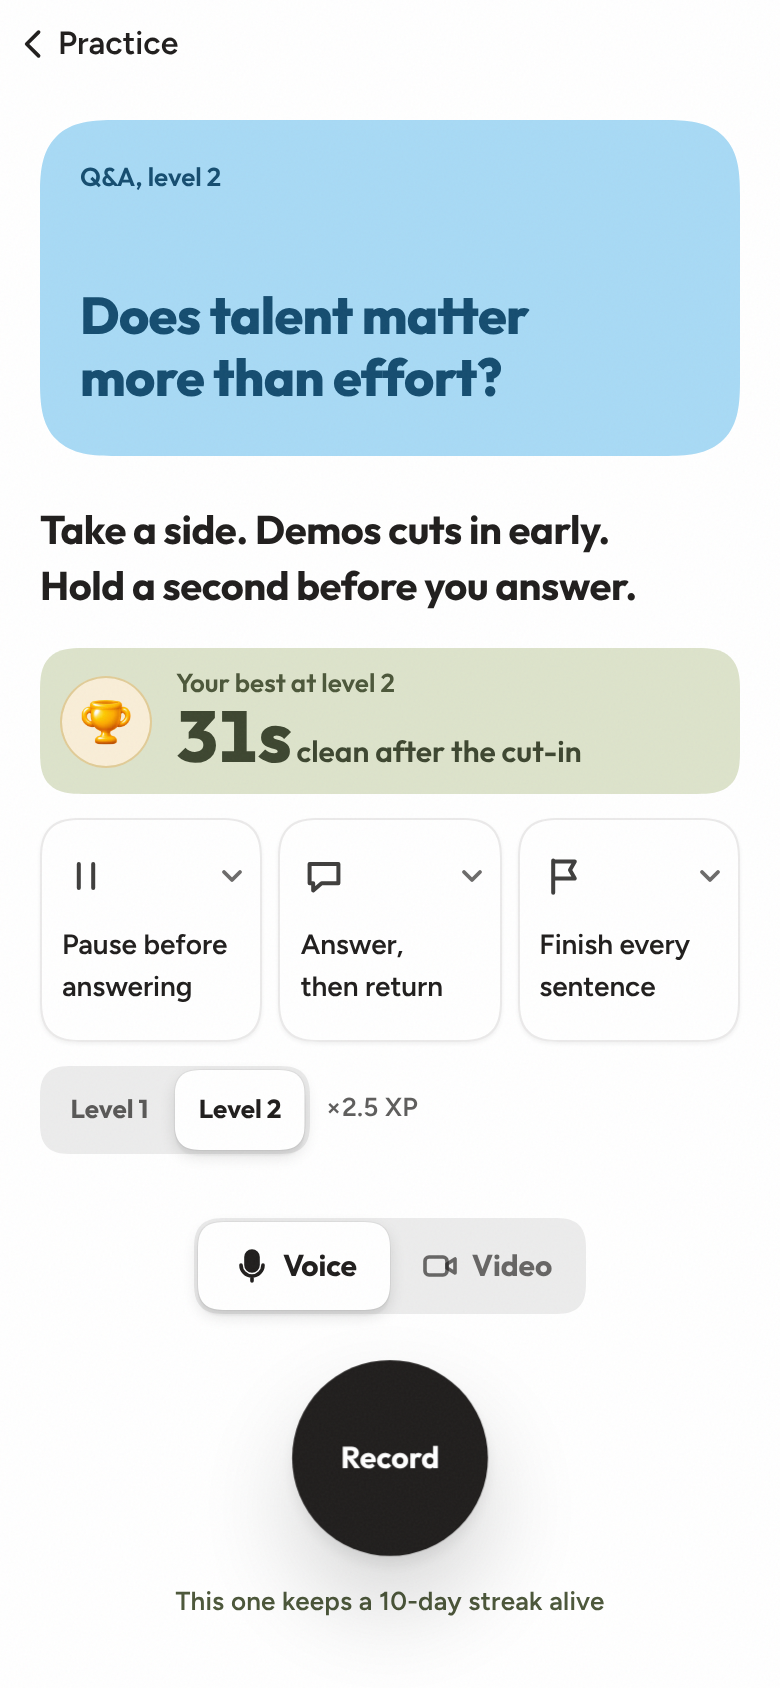 Practice
Q&A, level 2
Does talent matter
more than effort?
Take a side. Demos cuts in early.
Hold a second before you answer.
Your best at level 2
31s clean after the cut-in
Pause before
answering
Answer,
then return
Finish every
sentence
Level 1
Level 2
×2.5 XP
Voice
Video
Record
This one keeps a 10-day streak alive